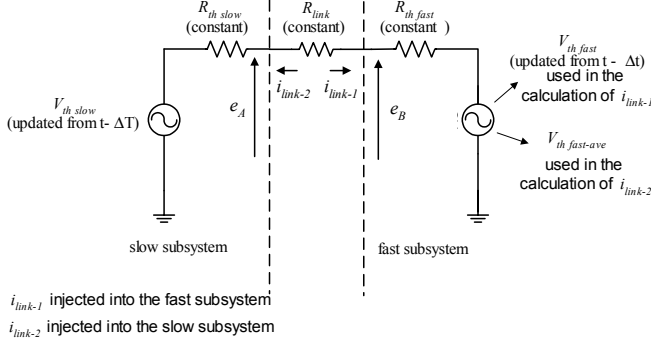 R_th slow
(constant)
R_link
(constant)
R_th fast
(constant )
V_th slow
(updated from t- ΔT)
e_A
i_link-2
i_link-1
e_B
V_th fast
(updated from t - Δt)
used in the
calculation of i_link-1
V_th fast-ave
used in the
calculation of i_link-2
slow subsystem
fast subsystem
i_link-1 injected into the fast subsystem
i_link-2 injected into the slow subsystem